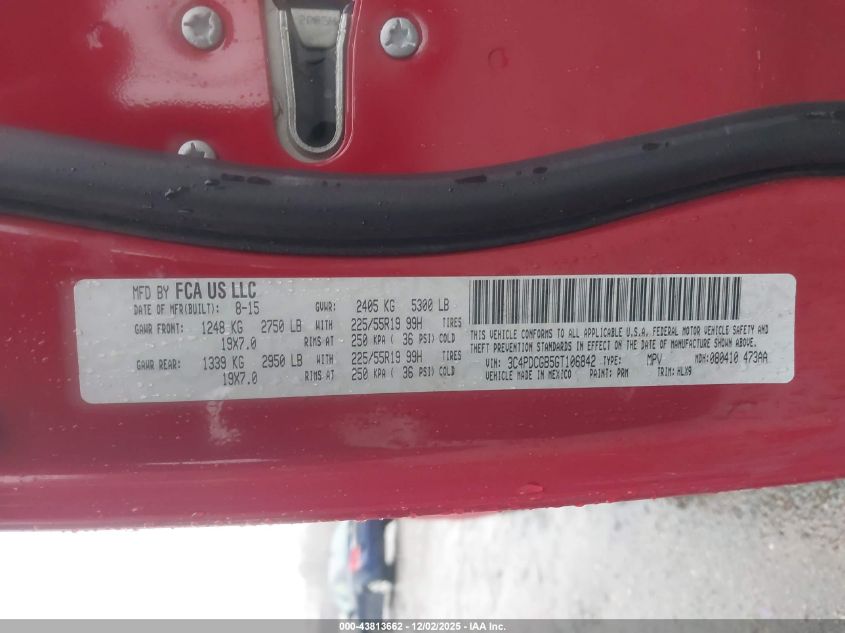 MFD BY FCA US LLC
DATE OF MFR(BUILT): 8-15 GVWR: 2405 KG 5300 LB
GAWR FRONT: 1248 KG 2750 LB WITH 225/55R19 99H TIRES
19X7.0 RIMS AT 250 KPA ( 36 PSI) COLD
GAWR REAR: 1339 KG 2950 LB WITH 225/55R19 99H TIRES
19X7.0 RIMS AT 250 KPA ( 36 PSI) COLD
THIS VEHICLE CONFORMS TO ALL APPLICABLE U.S.A. FEDERAL MOTOR VEHICLE SAFETY AND
THEFT PREVENTION STANDARDS IN EFFECT ON THE DATE OF MANUFACTURE SHOWN ABOVE.
VIN: 3C4PDCGB5GT106842 TYPE: MPV MDH: 080410 473AA
VEHICLE MADE IN MEXICO PAINT: PRM TRIM: HLX9
000-43813662 - 12/02/2025 - IAA Inc.